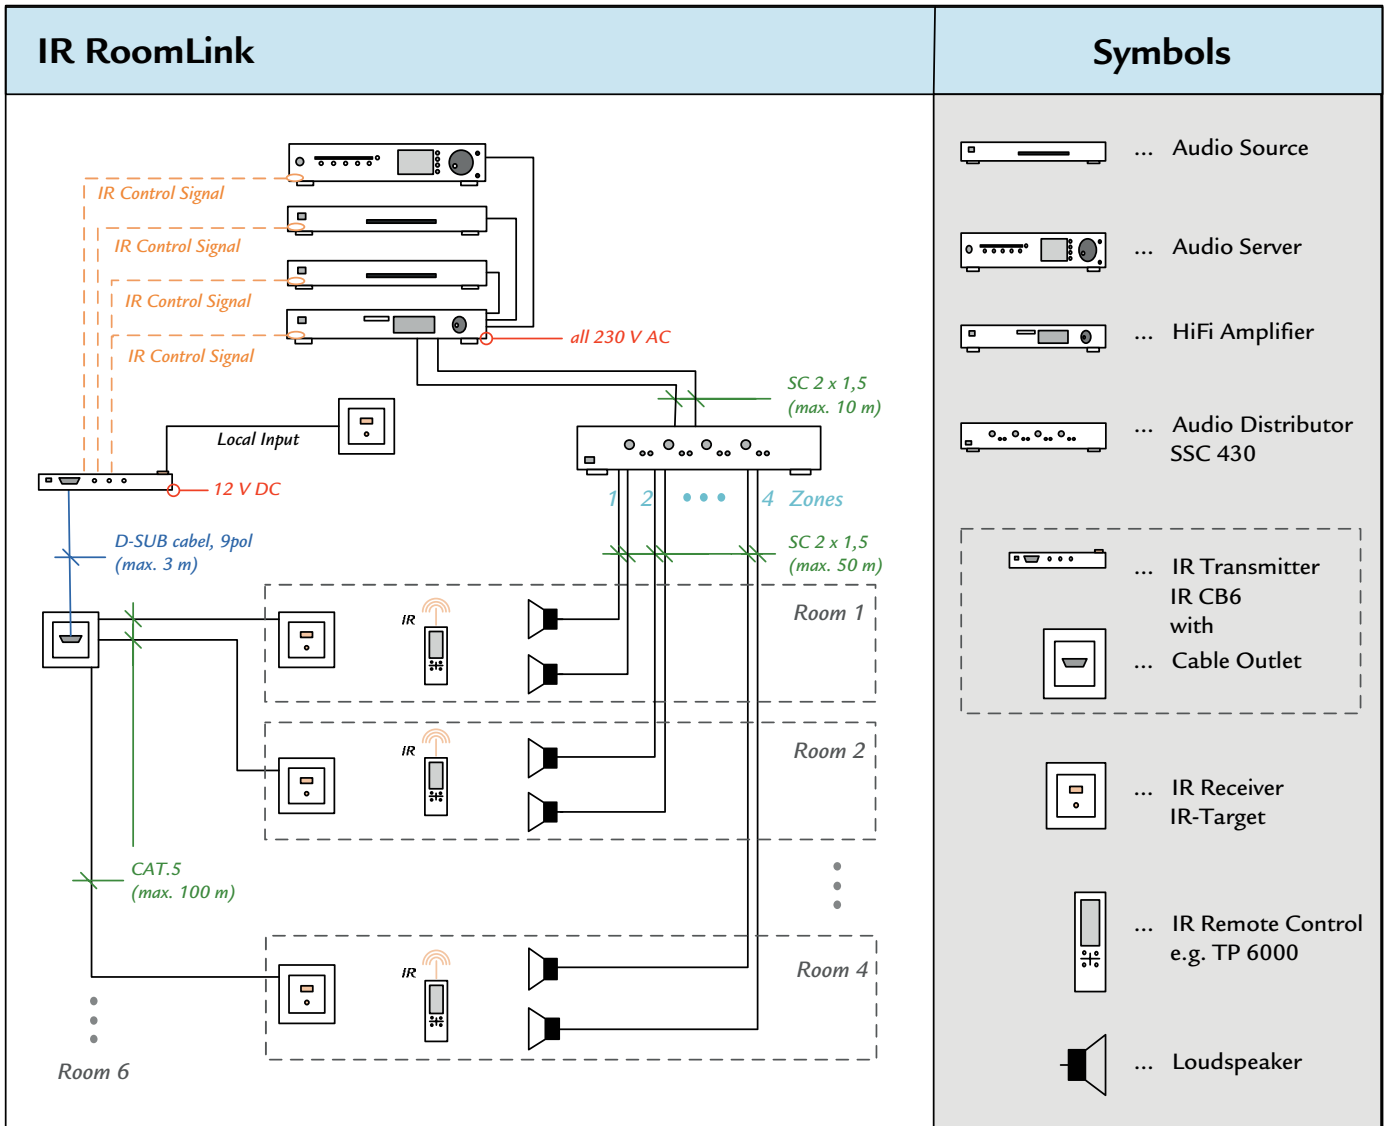 IR RoomLink
Symbols
IR Control Signal
IR Control Signal
IR Control Signal
IR Control Signal
all 230 V AC
SC 2 x 1,5
(max. 10 m)
Local Input
12 V DC
1 2 ••• 4 Zones
D-SUB cabel, 9pol
(max. 3 m)
SC 2 x 1,5
(max. 50 m)
IR
Room 1
IR
Room 2
CAT.5
(max. 100 m)
IR
Room 4
Room 6
... Audio Source
... Audio Server
... HiFi Amplifier
... Audio Distributor
SSC 430
... IR Transmitter
IR CB6
with
... Cable Outlet
... IR Receiver
IR-Target
... IR Remote Control
e.g. TP 6000
... Loudspeaker